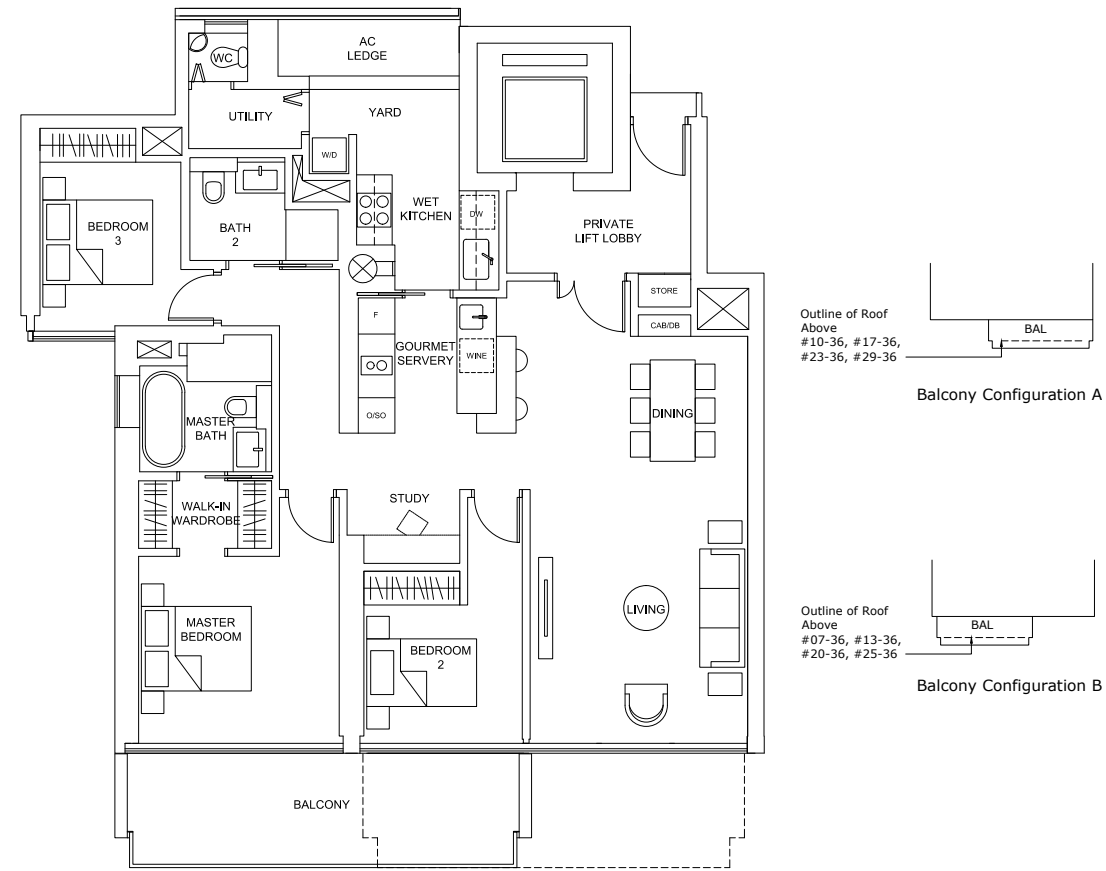 AC
LEDGE
WC
UTILITY
YARD
W/D
WET
KITCHEN
DW
BEDROOM
3
BATH
2
PRIVATE
LIFT LOBBY
STORE
CAB/DB
F
GOURMET
SERVERY
WINE
O/SO
MASTER
BATH
DINING
WALK-IN
WARDROBE
STUDY
MASTER
BEDROOM
BEDROOM
2
LIVING
BALCONY
Outline of Roof
Above
#10-36, #17-36,
#23-36, #29-36
BAL
Balcony Configuration A
Outline of Roof
Above
#07-36, #13-36,
#20-36, #25-36
BAL
Balcony Configuration B